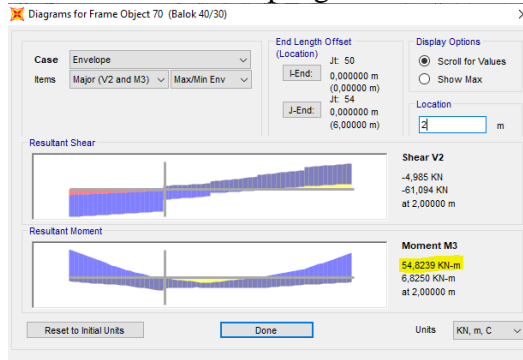 Diagrams for Frame Object 70 (Balok 40/30)
Case Envelope
Items Major (V2 and M3) Max/Min Env
End Length Offset
(Location)
Jt: 50
I-End: 0,000000 m
(0,00000 m)
Jt: 54
J-End: 0,000000 m
(6,00000 m)
Display Options
Scroll for Values
Show Max
Location
2 m
Resultant Shear
Shear V2
-4,985 KN
-61,094 KN
at 2,00000 m
Resultant Moment
Moment M3
54,8239 KN-m
6,8250 KN-m
at 2,00000 m
Reset to Initial Units Done Units KN, m, C